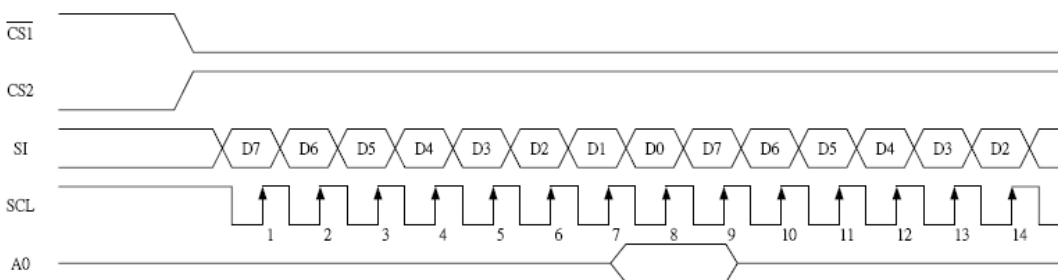 CS1
CS2
SI D7 D6 D5 D4 D3 D2 D1 D0 D7 D6 D5 D4 D3 D2
SCL
1 2 3 4 5 6 7 8 9 10 11 12 13 14
A0